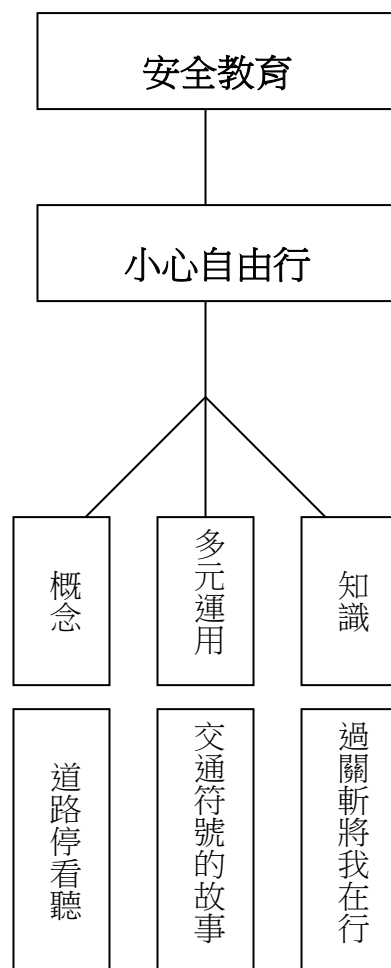 安全教育
小心自由行
概念
多元運用
知識
道路停看聽
交通符號的故事
過關斬將我在行